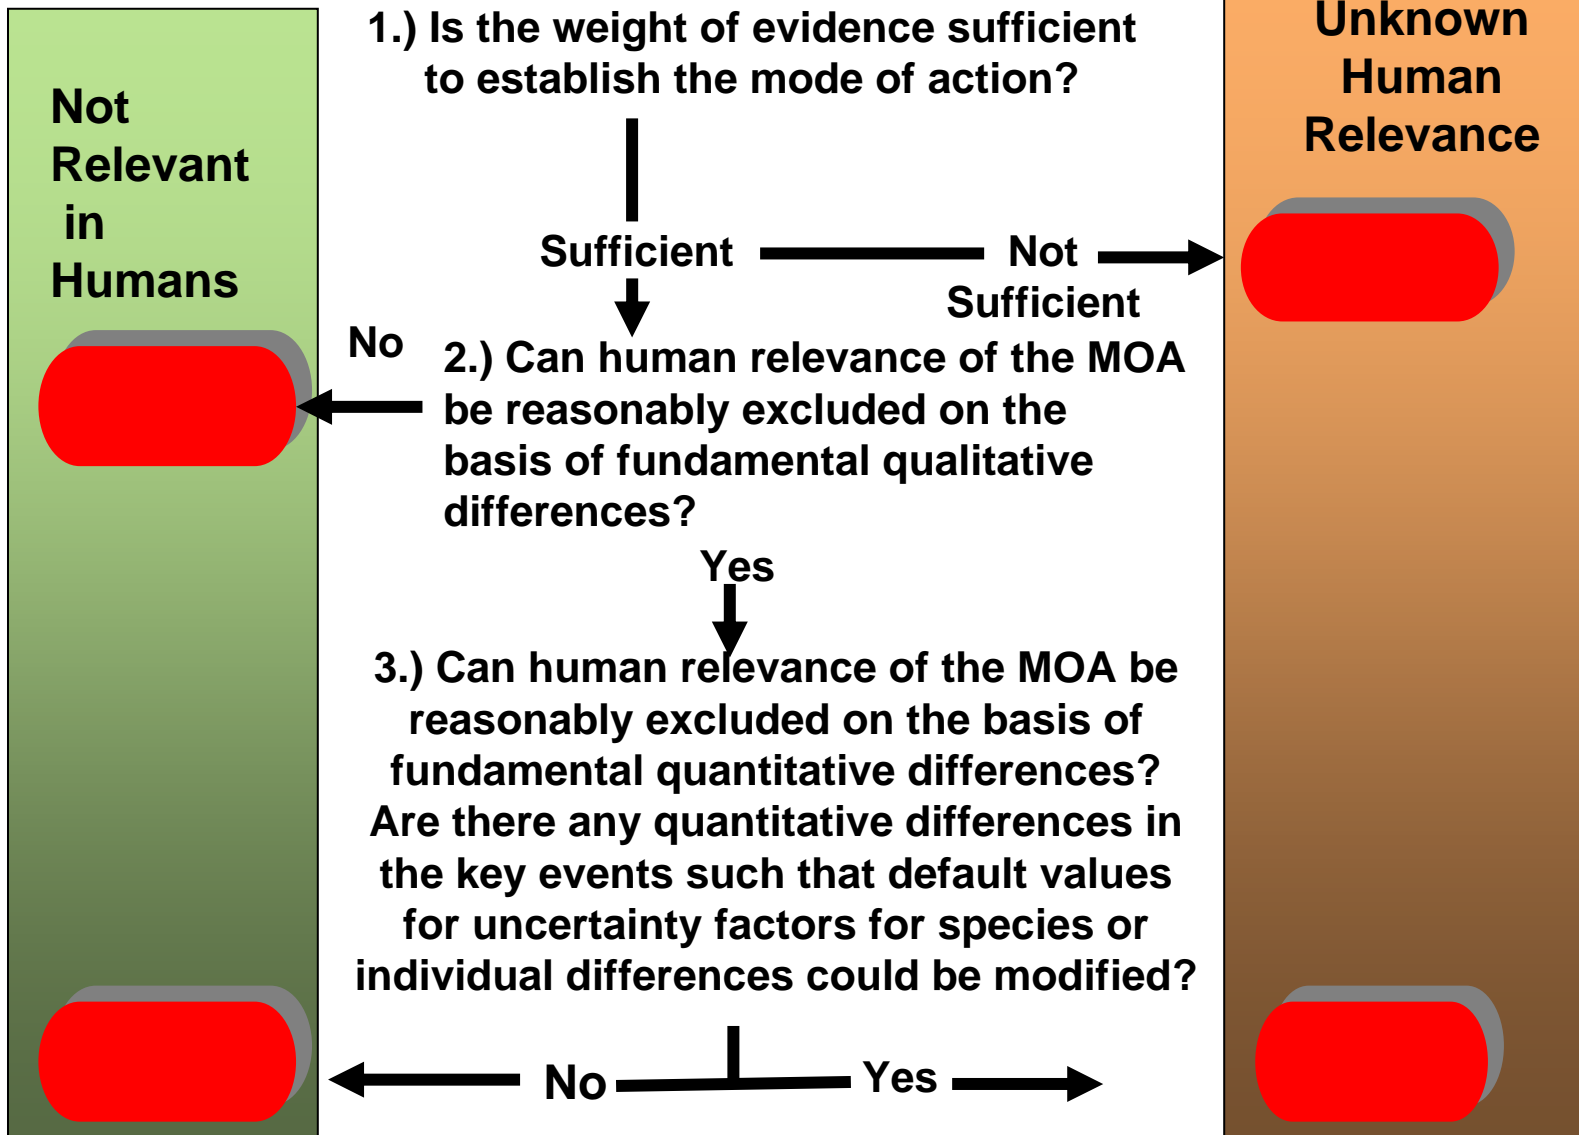 Not
Relevant
in
Humans
1.) Is the weight of evidence sufficient
to establish the mode of action?
Unknown
Human
Relevance
Sufficient
Not
Sufficient
No
2.) Can human relevance of the MOA
be reasonably excluded on the
basis of fundamental qualitative
differences?
Yes
3.) Can human relevance of the MOA be
reasonably excluded on the basis of
fundamental quantitative differences?
Are there any quantitative differences in
the key events such that default values
for uncertainty factors for species or
individual differences could be modified?
No
Yes